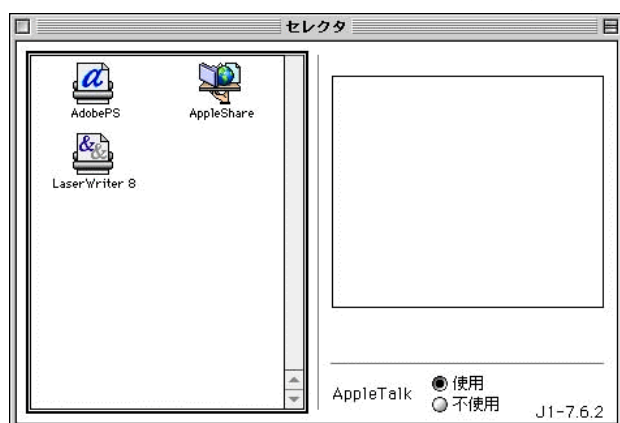 セレクタ
AdobePS
AppleShare
LaserWriter 8
AppleTalk
使用
不使用
J1-7.6.2